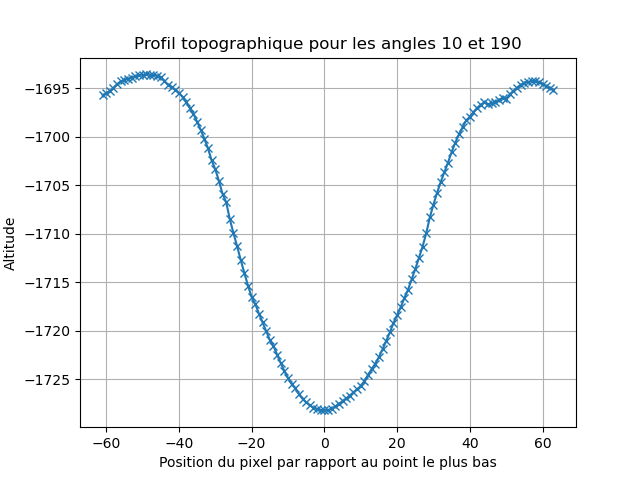 Profil topographique pour les angles 10 et 190
−1695
−1700
−1705
−1710
−1715
−1720
−1725
Altitude
−60 −40 −20 0 20 40 60
Position du pixel par rapport au point le plus bas